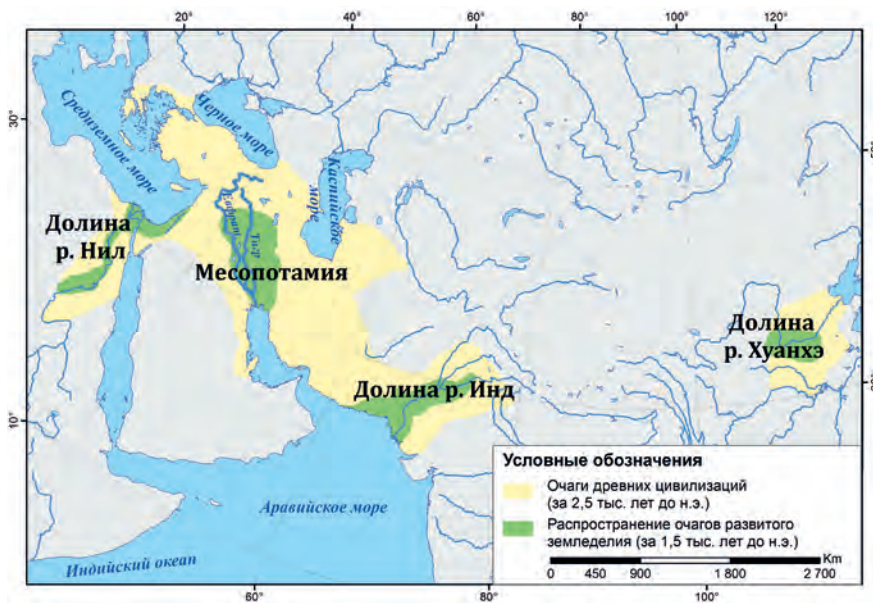 20°
40°
60°
80°
100°
120°
30°
10°
60°
80°
100°
Средиземное море
Черное море
Каспийское
море
Евфрат
Тигр
Долина
р. Нил
Месопотамия
Долина р. Инд
Долина
р. Хуанхэ
Аравийское море
Индийский океан
Условные обозначения
Очаги древних цивилизаций
(за 2,5 тыс. лет до н.э.)
Распространение очагов развитого
земледелия (за 1,5 тыс. лет до н.э.)
Km
0 450 900 1 800 2 700